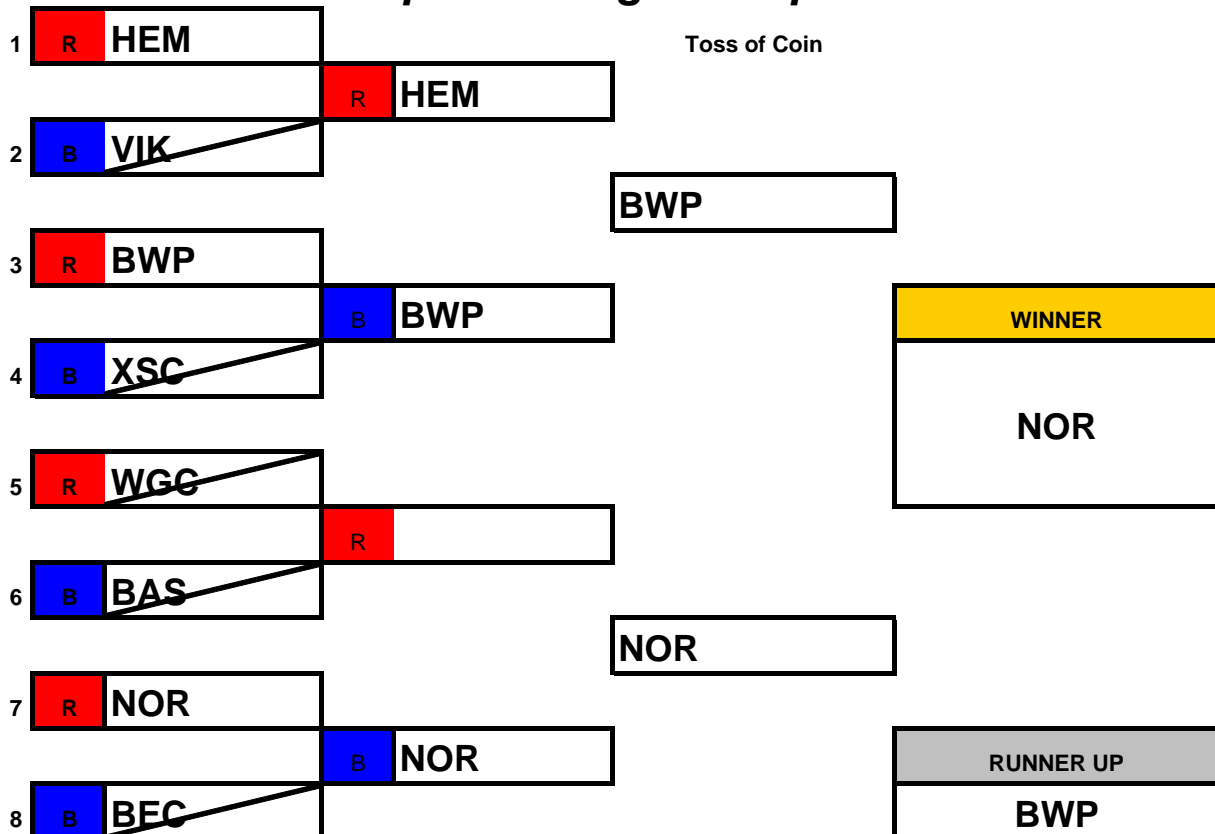 1 R HEM
Toss of Coin
R HEM
2 B VIK
BWP
3 R BWP
B BWP
WINNER
4 B XSC
NOR
5 R WGC
R
6 B BAS
NOR
7 R NOR
B NOR
RUNNER UP
8 B BEC
BWP